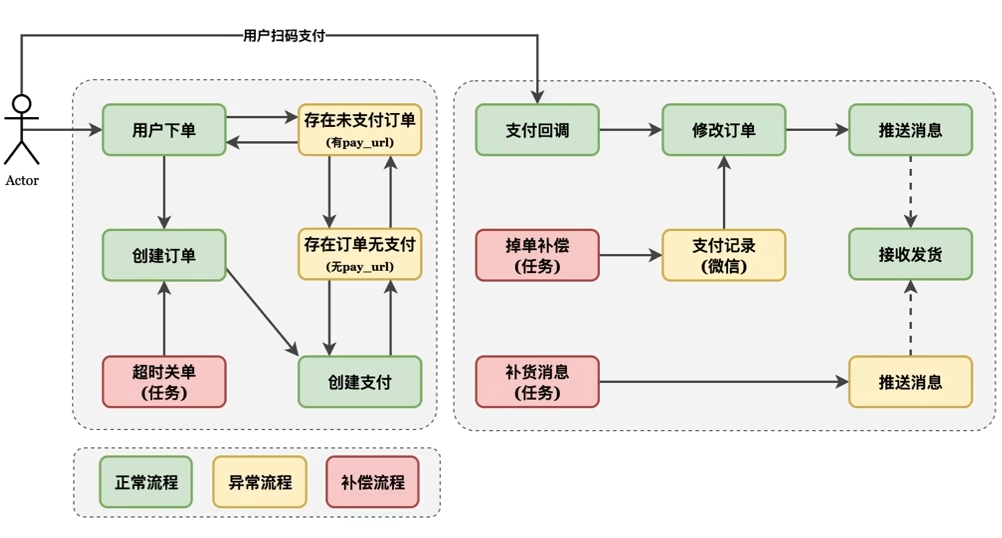 用户扫码支付
Actor
用户下单
存在未支付订单
(有pay_url)
创建订单
存在订单无支付
(无pay_url)
超时关单
(任务)
创建支付
支付回调
修改订单
推送消息
掉单补偿
(任务)
支付记录
(微信)
接收发货
补货消息
(任务)
推送消息
正常流程
异常流程
补偿流程